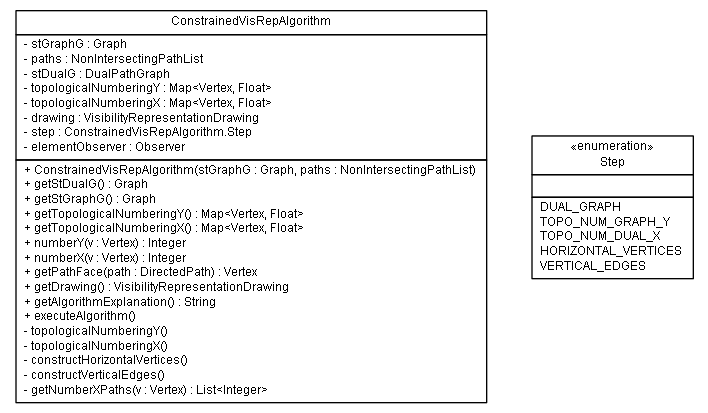 ConstrainedVisRepAlgorithm
- stGraphG : Graph
- paths : NonIntersectingPathList
- stDualG : DualPathGraph
- topologicalNumberingY : Map<Vertex, Float>
- topologicalNumberingX : Map<Vertex, Float>
- drawing : VisibilityRepresentationDrawing
- step : ConstrainedVisRepAlgorithm.Step
- elementObserver : Observer
+ ConstrainedVisRepAlgorithm(stGraphG : Graph, paths : NonIntersectingPathList)
+ getStDualG() : Graph
+ getStGraphG() : Graph
+ getTopologicalNumberingY() : Map<Vertex, Float>
+ getTopologicalNumberingX() : Map<Vertex, Float>
+ numberY(v : Vertex) : Integer
+ numberX(v : Vertex) : Integer
+ getPathFace(path : DirectedPath) : Vertex
+ getDrawing() : VisibilityRepresentationDrawing
+ getAlgorithmExplanation() : String
+ executeAlgorithm()
- topologicalNumberingY()
- topologicalNumberingX()
- constructHorizontalVertices()
- constructVerticalEdges()
- getNumberXPaths(v : Vertex) : List<Integer>
«enumeration»
Step
DUAL_GRAPH
TOPO_NUM_GRAPH_Y
TOPO_NUM_DUAL_X
HORIZONTAL_VERTICES
VERTICAL_EDGES